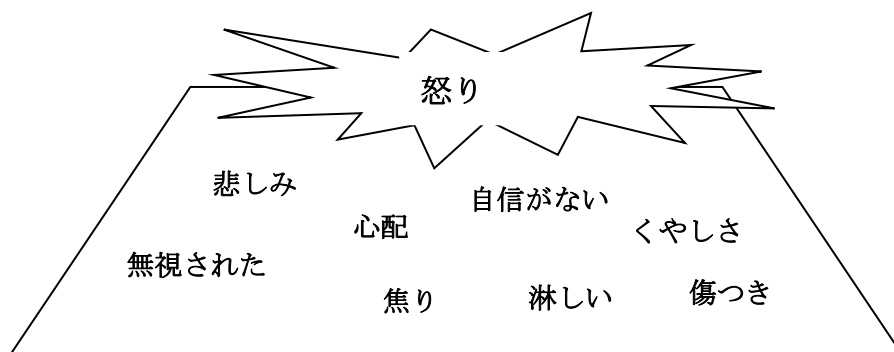 怒り
悲しみ
自信がない
心配
くやしさ
無視された
焦り
淋しい
傷つき